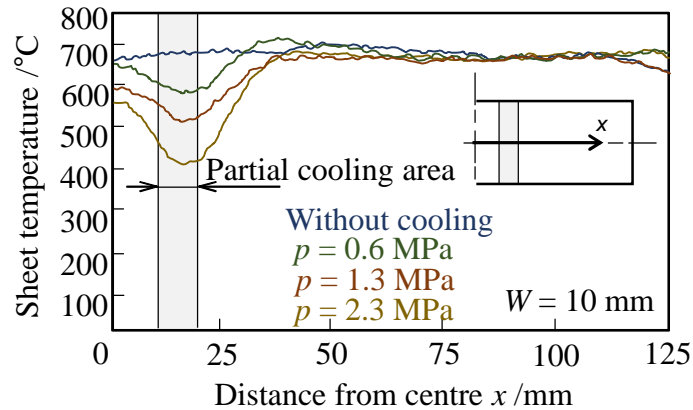 Sheet temperature /°C
800
700
600
500
400
300
200
100
Partial cooling area
x
Without cooling
p = 0.6 MPa
p = 1.3 MPa
p = 2.3 MPa
W = 10 mm
0 25 50 75 100 125
Distance from centre x /mm